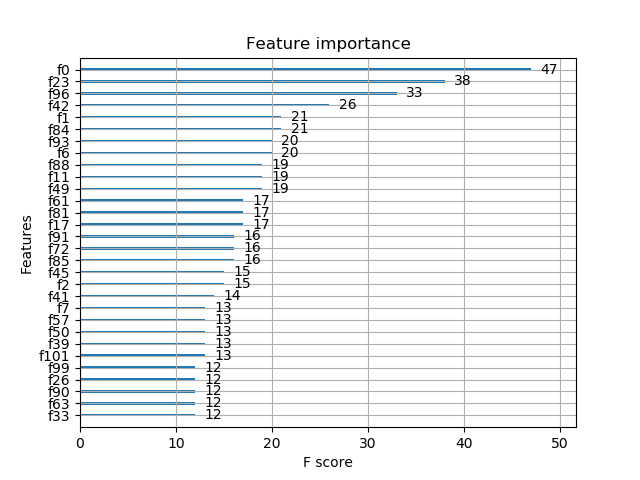 Feature importance
f0 47
f23 38
f96 33
f42 26
f1 21
f84 21
f93 20
f6 20
f88 19
f11 19
f49 19
f61 17
f81 17
f17 17
f91 16
f72 16
f85 16
f45 15
f2 15
f41 14
f7 13
f57 13
f50 13
f39 13
f101 13
f99 12
f26 12
f90 12
f63 12
f33 12
Features
0 10 20 30 40 50
F score